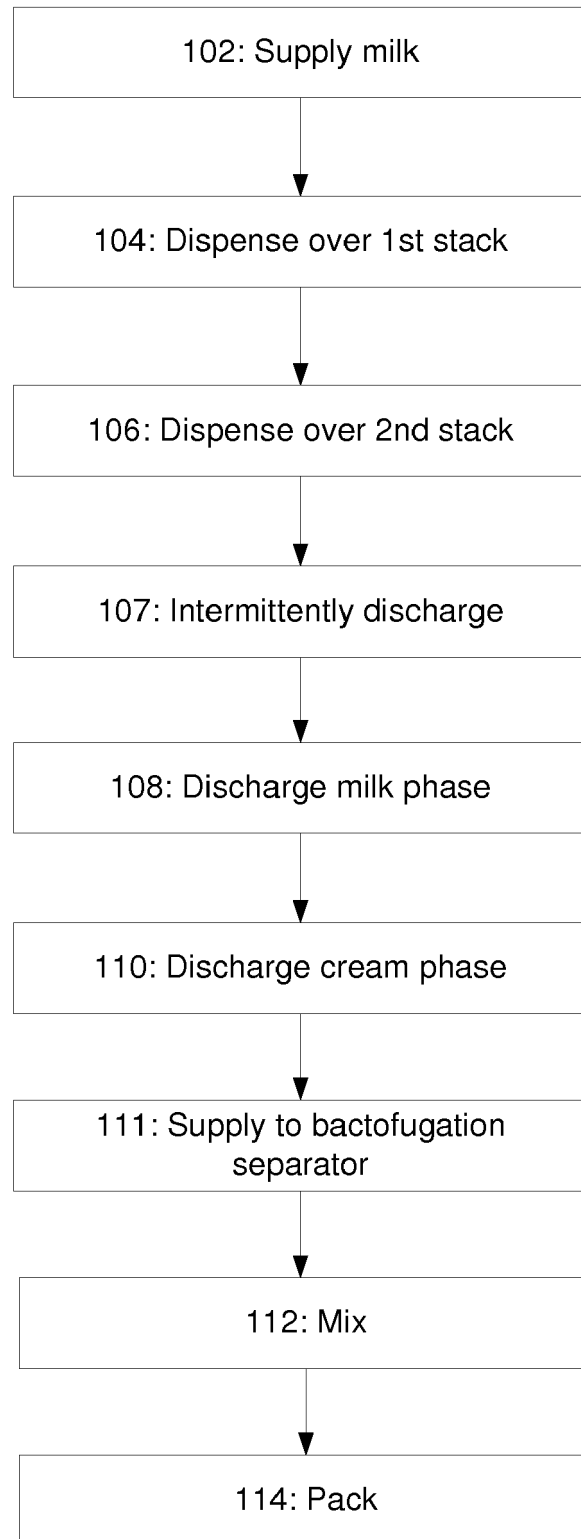 102: Supply milk
104: Dispense over 1st stack
106: Dispense over 2nd stack
107: Intermittently discharge
108: Discharge milk phase
110: Discharge cream phase
111: Supply to bactofugation
separator
112: Mix
114: Pack